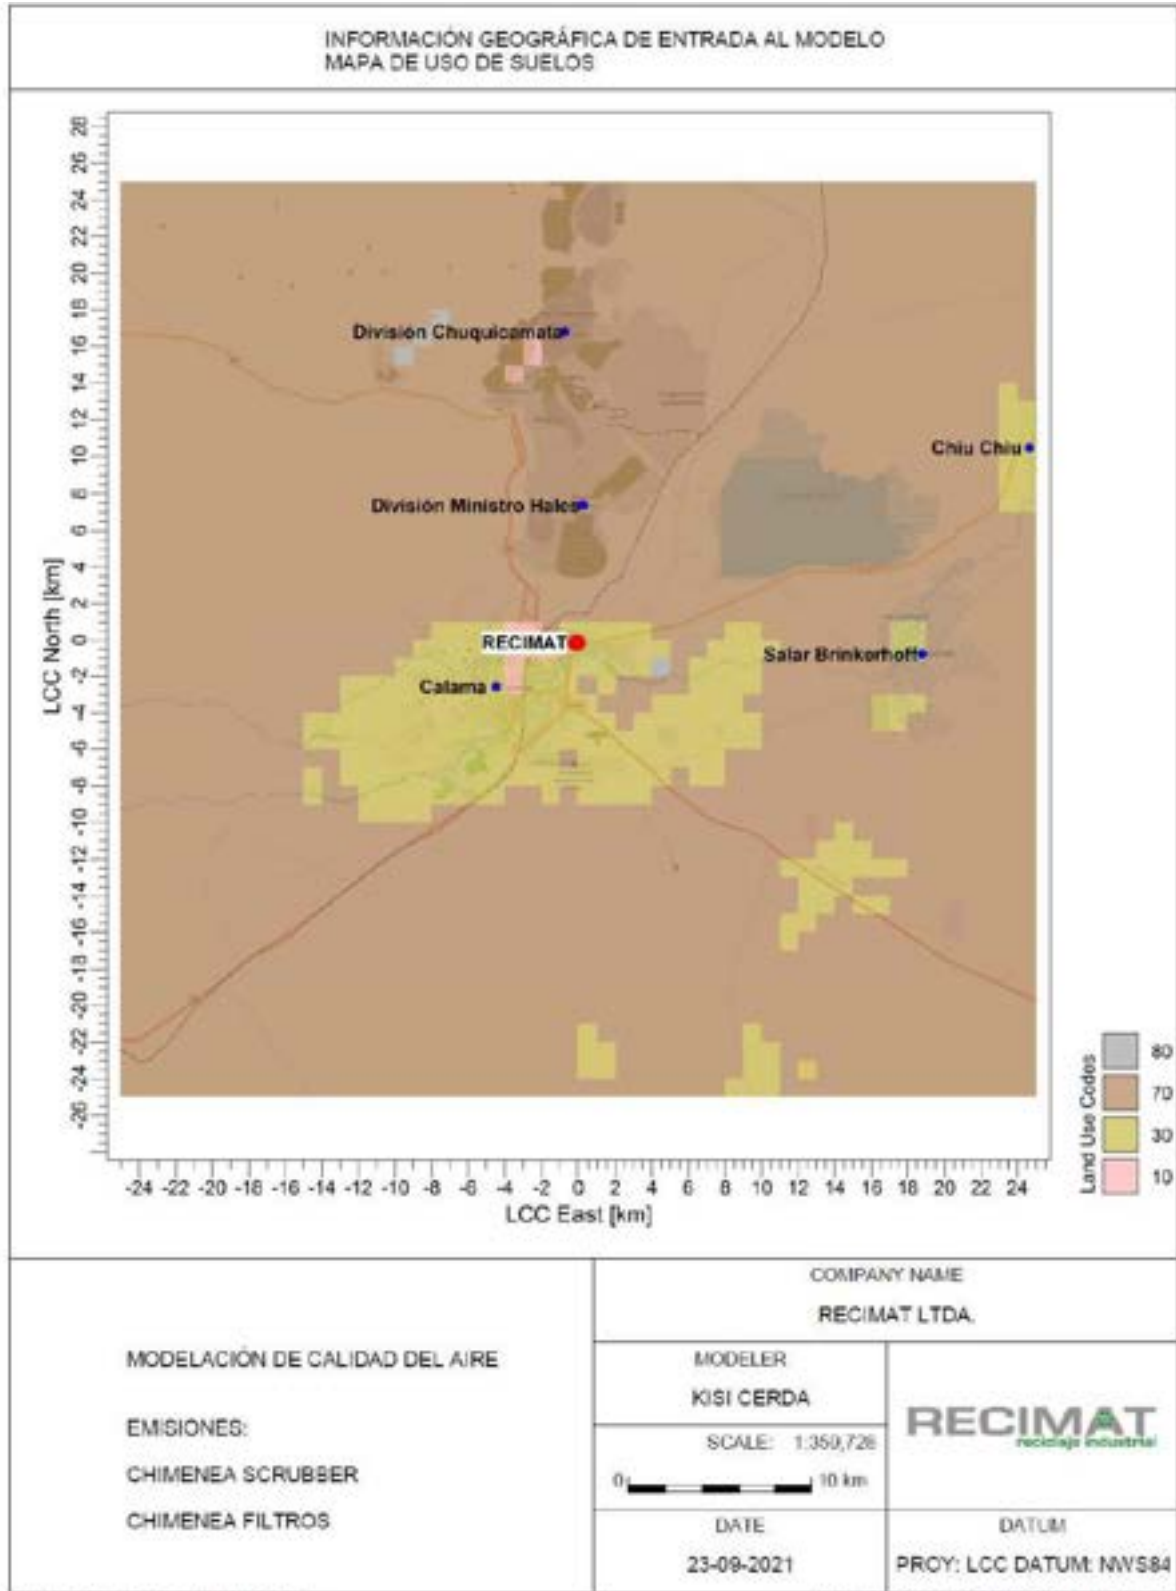 INFORMACIÓN GEOGRÁFICA DE ENTRADA AL MODELO
MAPA DE USO DE SUELOS
LCC North [km]
28
26
24
22
20
18
16
14
12
10
8
6
4
2
0
-2
-4
-6
-8
-10
-12
-14
-16
-18
-20
-22
-24
-26
División Chuquicamata
Chiu Chiu
División Ministro Hales
RECIMAT
Salar Brinkerhoff
Calama
-24 -22 -20 -18 -16 -14 -12 -10 -8 -6 -4 -2 0 2 4 6 8 10 12 14 16 18 20 22 24
LCC East [km]
Land Use Codes
80
70
30
10
MODELACIÓN DE CALIDAD DEL AIRE
EMISIONES:
CHIMENEA SCRUBBER
CHIMENEA FILTROS
COMPANY NAME
RECIMAT LTDA.
MODELER
KISI CERDA
SCALE: 1:359,728
0 10 km
DATE
23-09-2021
RECIMAT
reciclaje industrial
DATUM
PROY: LCC DATUM: NWS84